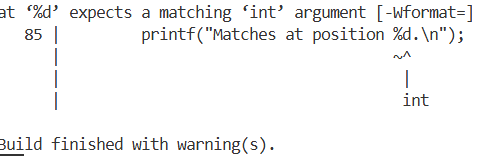 at ‘%d’ expects a matching ‘int’ argument [-Wformat=]
85 |         printf("Matches at position %d.\n");
   |                                     ~^
   |                                      |
   |                                      int
Build finished with warning(s).